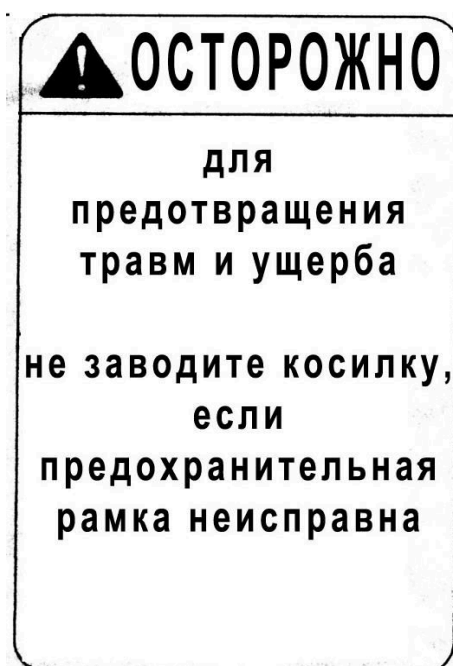 ОСТОРОЖНО
для
предотвращения
травм и ущерба
не заводите косилку,
если
предохранительная
рамка неисправна